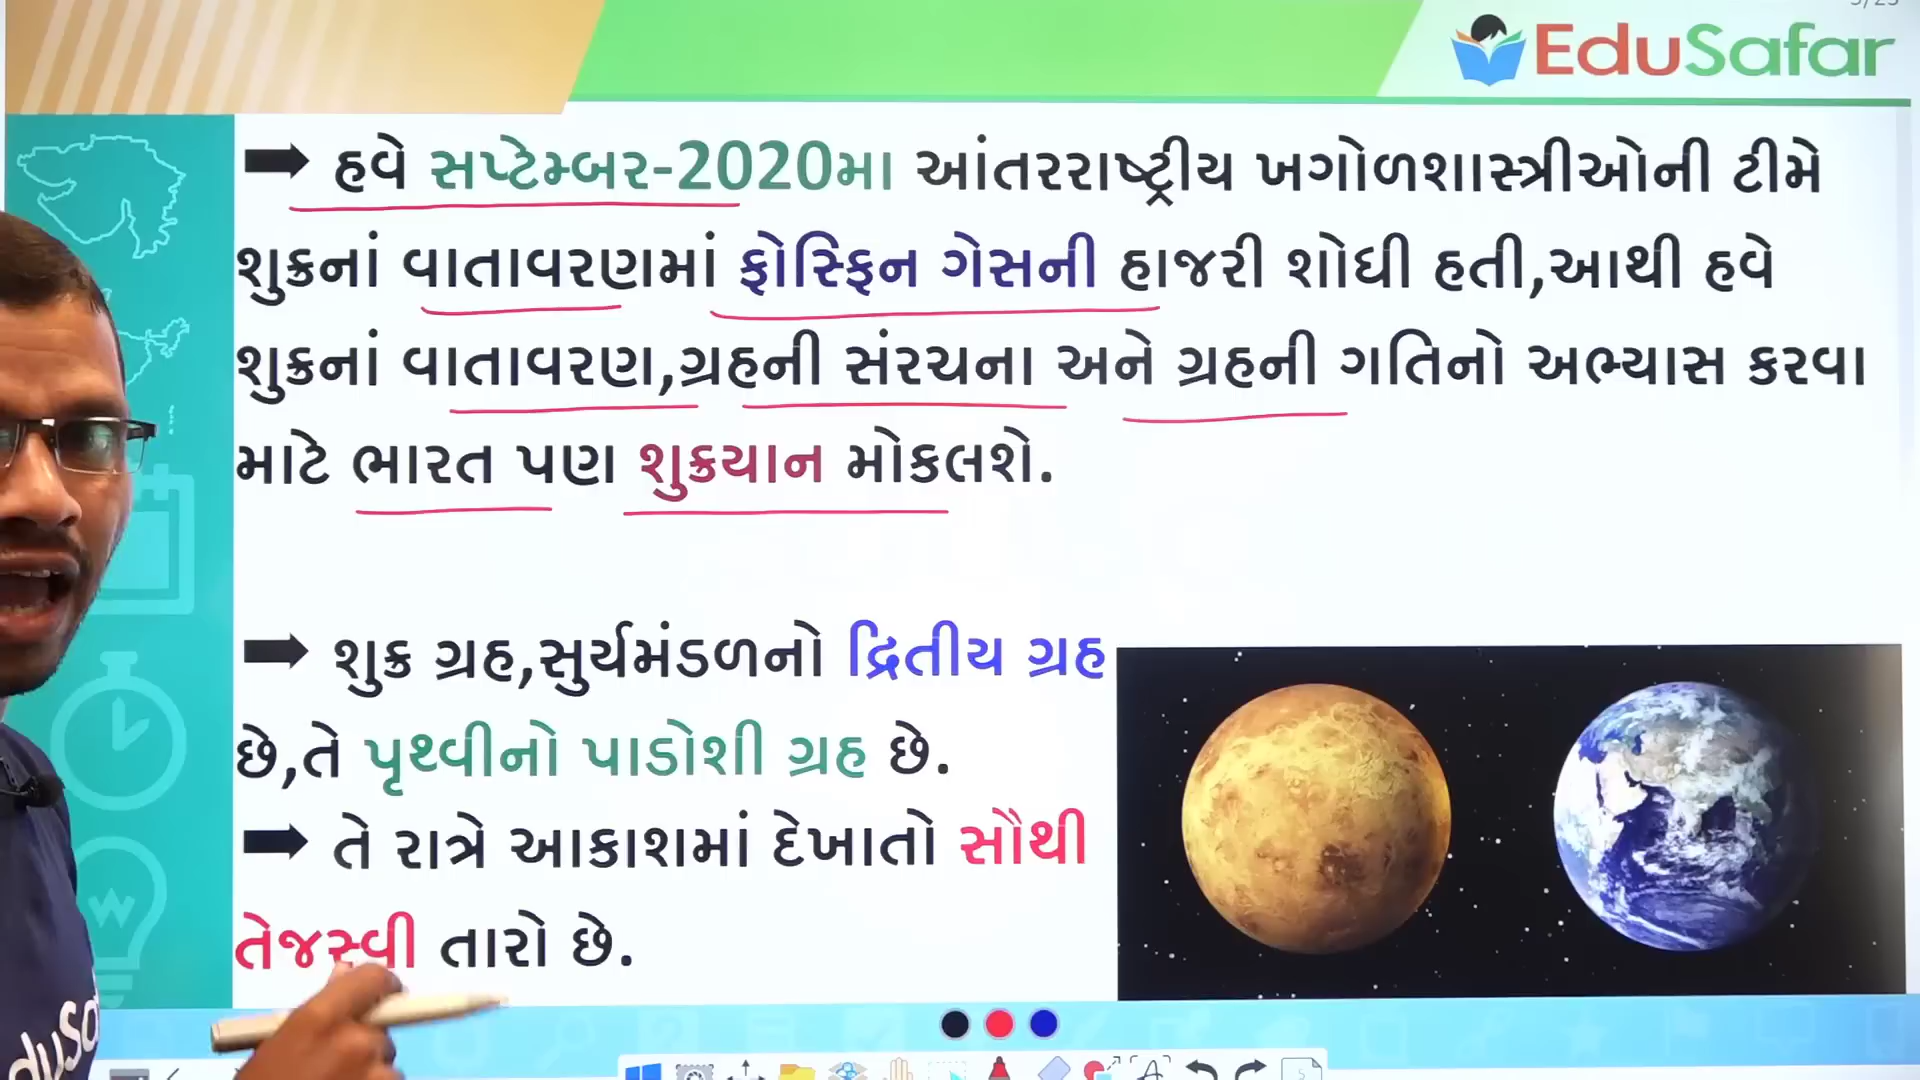 EduSafar
➡ હવે સપ્ટેમ્બર-2020મા આંતરરાષ્ટ્રીય ખગોળશાસ્ત્રીઓની ટીમે
શુક્રનાં વાતાવરણમાં ફોસ્ફિન ગેસની હાજરી શોધી હતી,આથી હવે
શુક્રનાં વાતાવરણ,ગ્રહની સંરચના અને ગ્રહની ગતિનો અભ્યાસ કરવા
માટે ભારત પણ શુક્રયાન મોકલશે.
➡ શુક્ર ગ્રહ,સુર્યમંડળનો દ્રિતીય ગ્રહ
છે,તે પૃથ્વીનો પાડોશી ગ્રહ છે.
➡ તે રાત્રે આકાશમાં દેખાતો સૌથી
તેજસ્વી તારો છે.